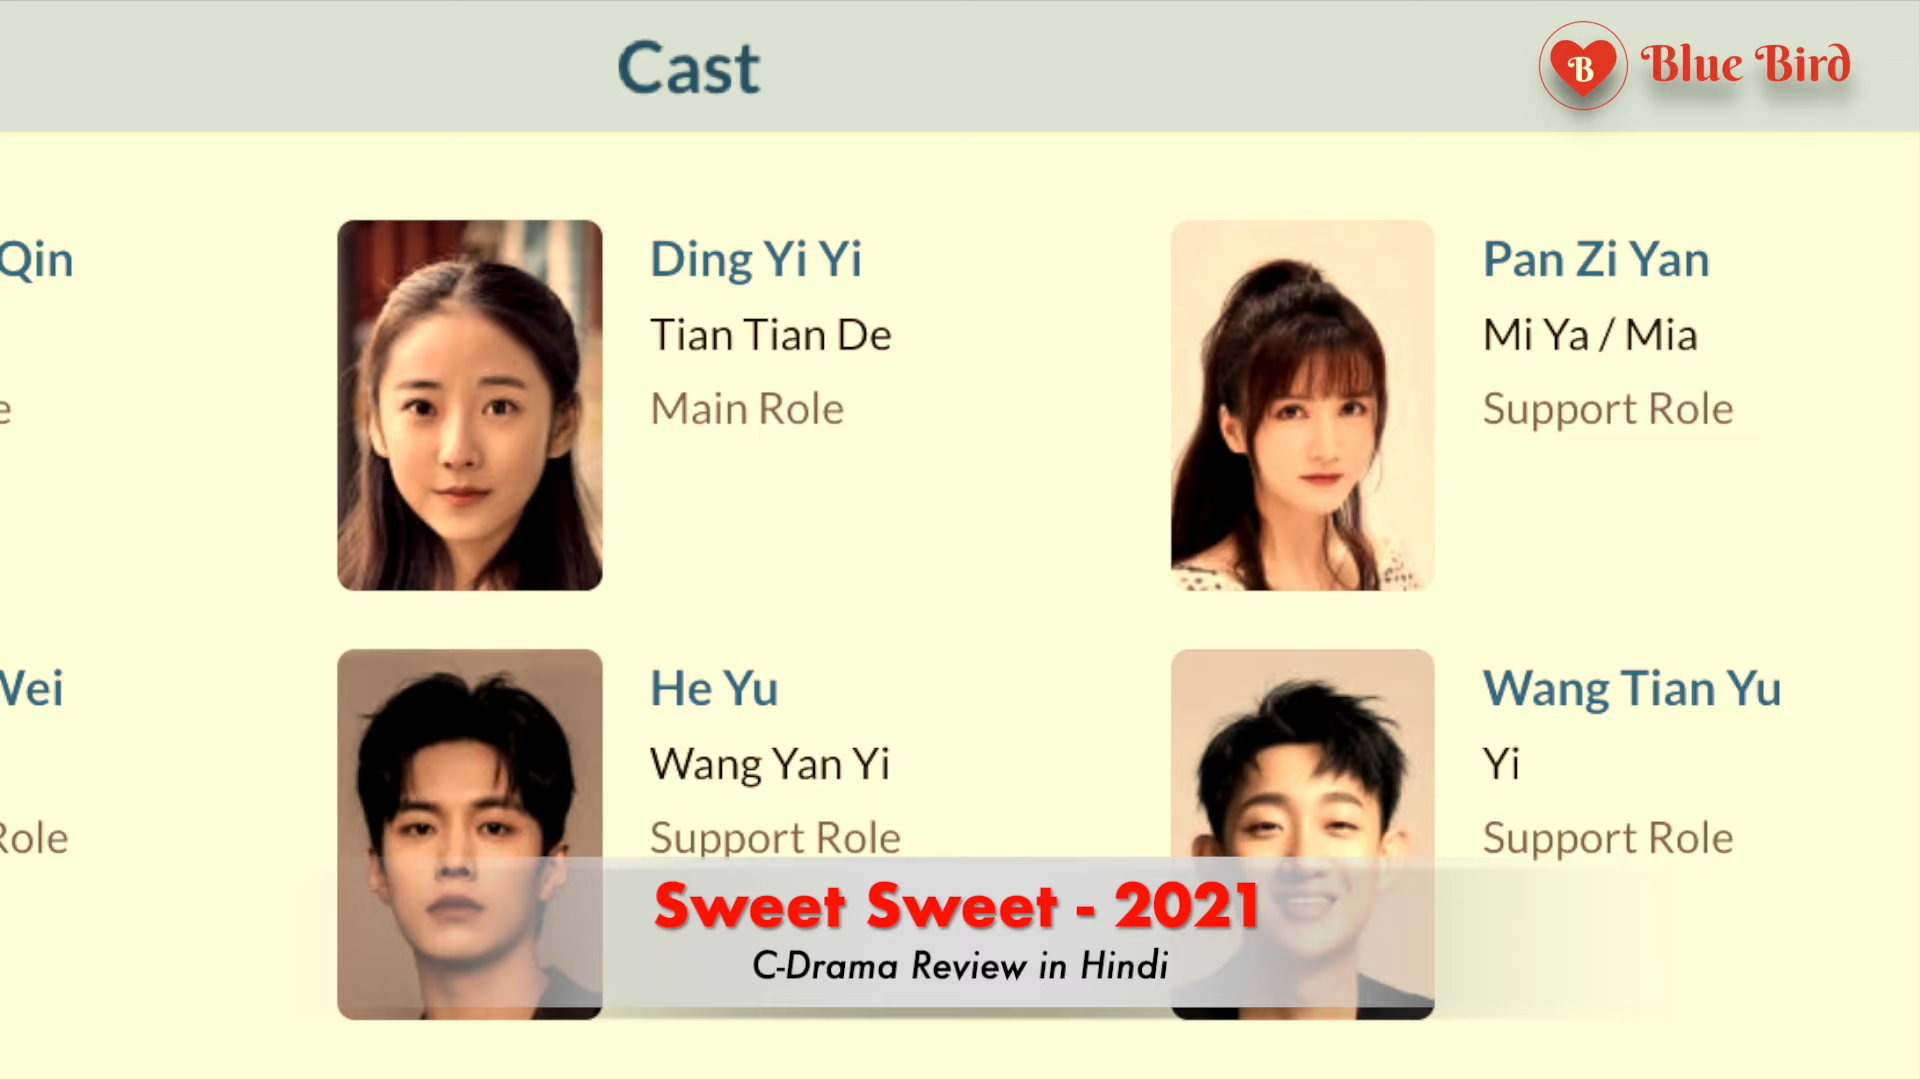 Cast
B
Blue Bird
Qin
Ding Yi Yi
Pan Zi Yan
Tian Tian De
Mi Ya / Mia
e
Main Role
Support Role
Wei
He Yu
Wang Tian Yu
Wang Yan Yi
Yi
Role
Support Role
Support Role
Sweet Sweet - 2021
C-Drama Review in Hindi